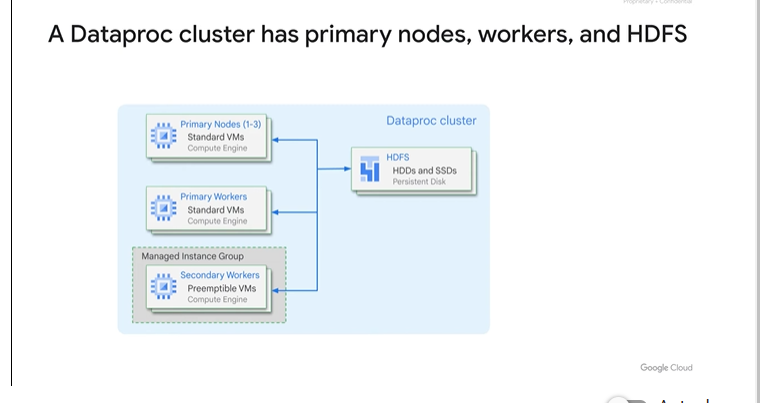 Proprietary + Confidential
A Dataproc cluster has primary nodes, workers, and HDFS
Dataproc cluster
Primary Nodes (1-3)
Standard VMs
Compute Engine
HDFS
HDDs and SSDs
Persistent Disk
Primary Workers
Standard VMs
Compute Engine
Managed Instance Group
Secondary Workers
Preemptible VMs
Compute Engine
Google Cloud